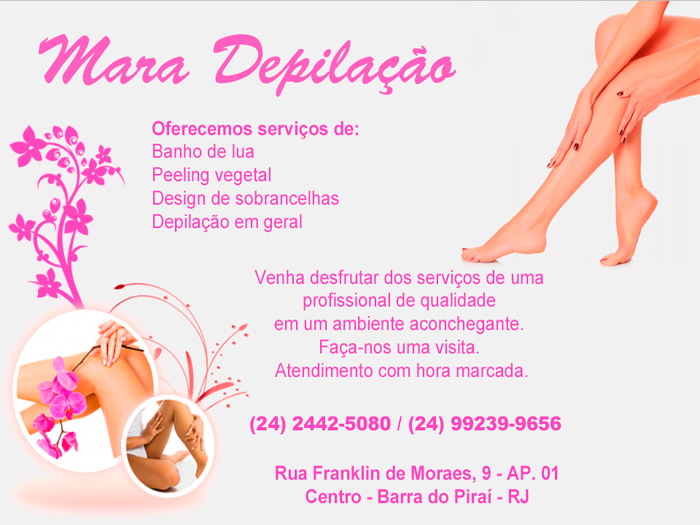 Mara Depilação
Oferecemos serviços de:
Banho de lua
Peeling vegetal
Design de sobrancelhas
Depilação em geral
Venha desfrutar dos serviços de uma
profissional de qualidade
em um ambiente aconchegante.
Faça-nos uma visita.
Atendimento com hora marcada.
(24) 2442-5080 / (24) 99239-9656
Rua Franklin de Moraes, 9 - AP. 01
Centro - Barra do Piraí - RJ